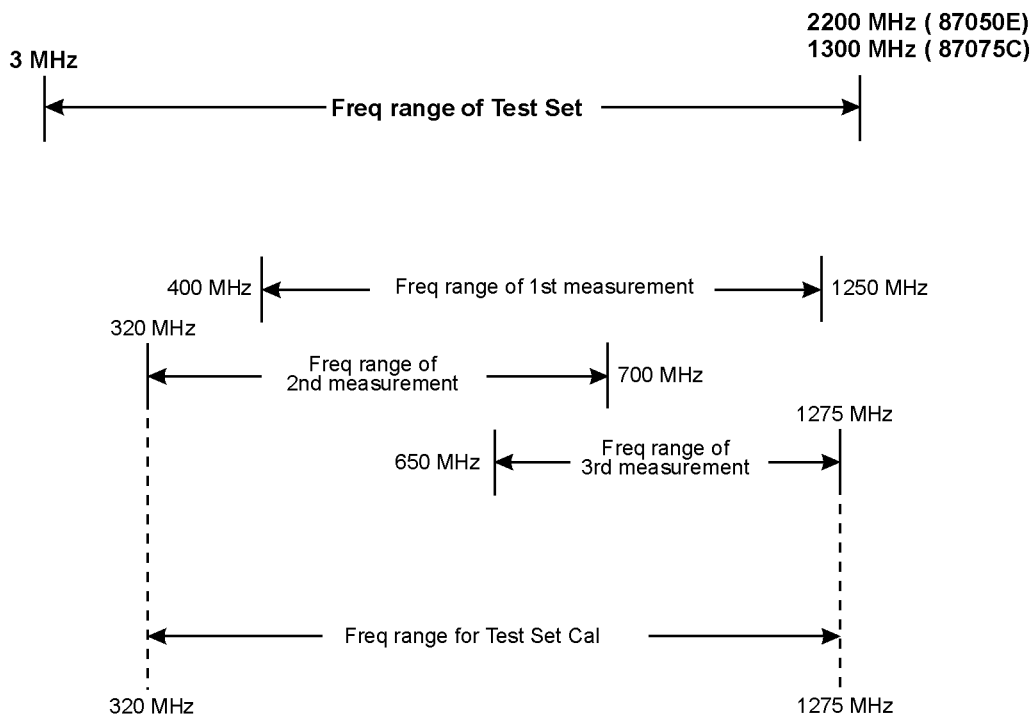 2200 MHz ( 87050E)
1300 MHz ( 87075C)
3 MHz
Freq range of Test Set
400 MHz
Freq range of 1st measurement
1250 MHz
320 MHz
Freq range of
2nd measurement
700 MHz
1275 MHz
650 MHz
Freq range of
3rd measurement
Freq range for Test Set Cal
320 MHz
1275 MHz